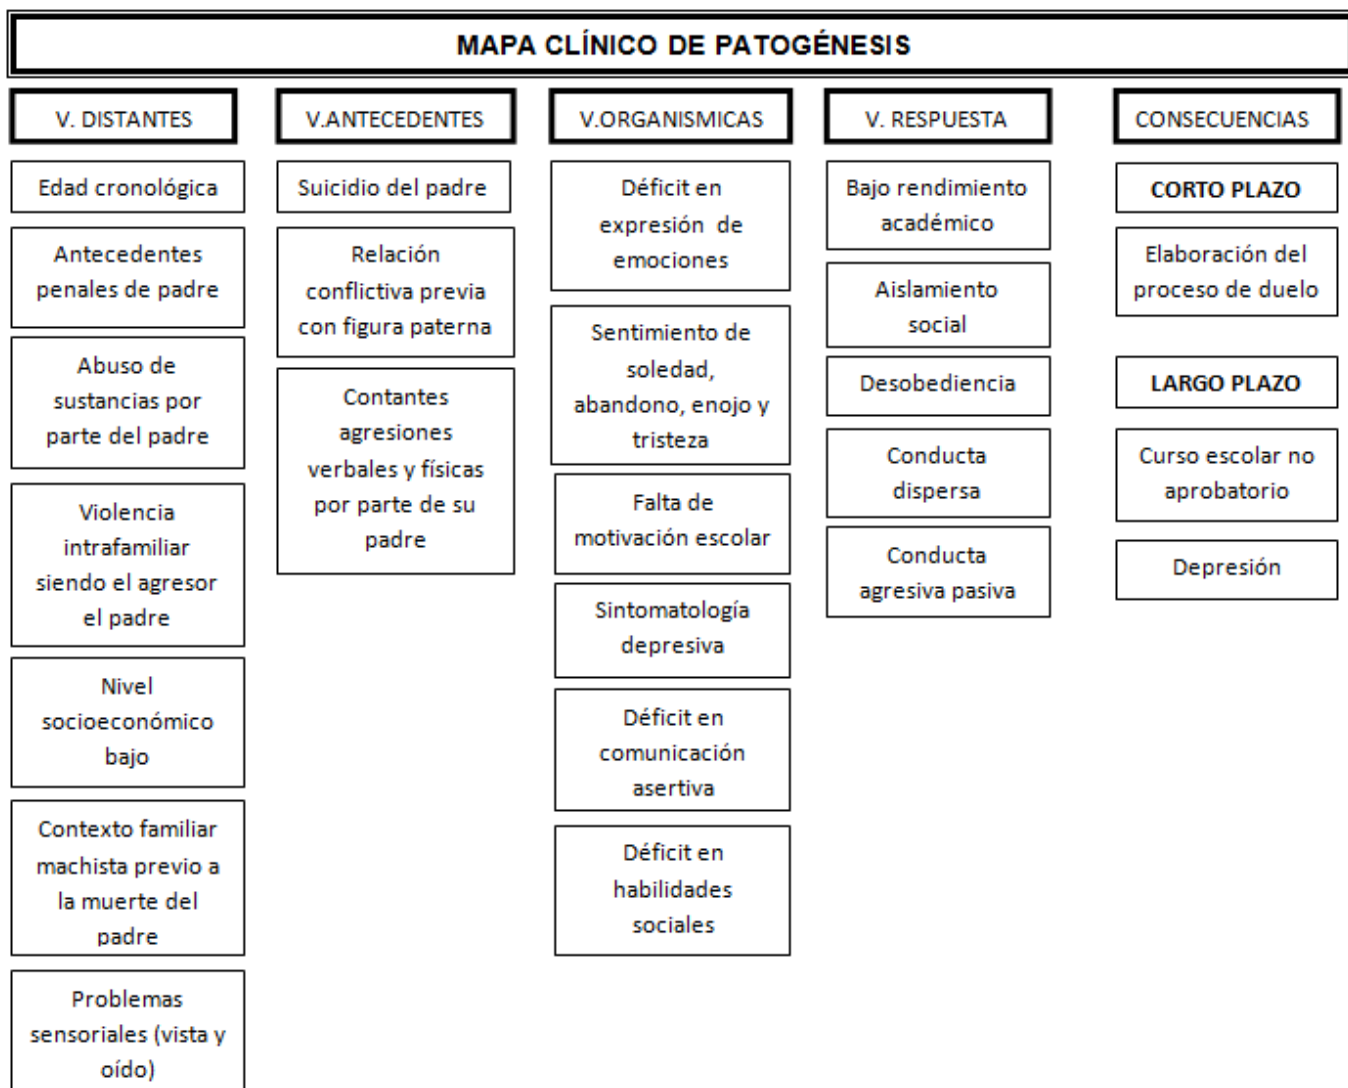 MAPA CLÍNICO DE PATOGÉNESIS
V. DISTANTES
Edad cronológica
Antecedentes
penales de padre
Abuso de
sustancias por
parte del padre
Violencia
intrafamiliar
siendo el agresor
el padre
Nivel
socioeconómico
bajo
Contexto familiar
machista previo a
la muerte del
padre
Problemas
sensoriales (vista y
oído)
V.ANTECEDENTES
Suicidio del padre
Relación
conflictiva previa
con figura paterna
Contantes
agresiones
verbales y físicas
por parte de su
padre
V.ORGANISMICAS
Déficit en
expresión de
emociones
Sentimiento de
soledad,
abandono, enojo y
tristeza
Falta de
motivación escolar
Sintomatología
depresiva
Déficit en
comunicación
asertiva
Déficit en
habilidades
sociales
V. RESPUESTA
Bajo rendimiento
académico
Aislamiento
social
Desobediencia
Conducta
dispersa
Conducta
agresiva pasiva
CONSECUENCIAS
CORTO PLAZO
Elaboración del
proceso de duelo
LARGO PLAZO
Curso escolar no
aprobatorio
Depresión